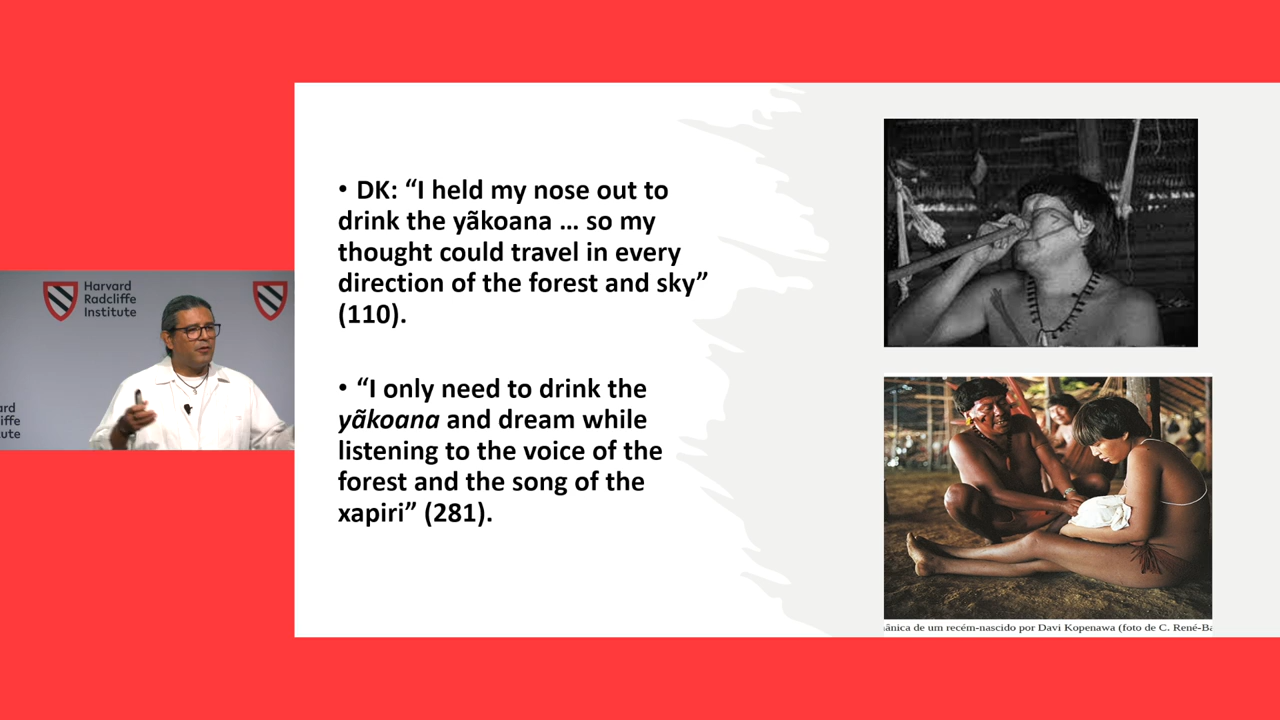 Harvard
Radcliffe
Institute
• DK: “I held my nose out to
drink the yãkoana … so my
thought could travel in every
direction of the forest and sky”
(110).
• “I only need to drink the
yãkoana and dream while
listening to the voice of the
forest and the song of the
xapiri” (281).
de um recém-nascido por Davi Kopenawa (foto de C.